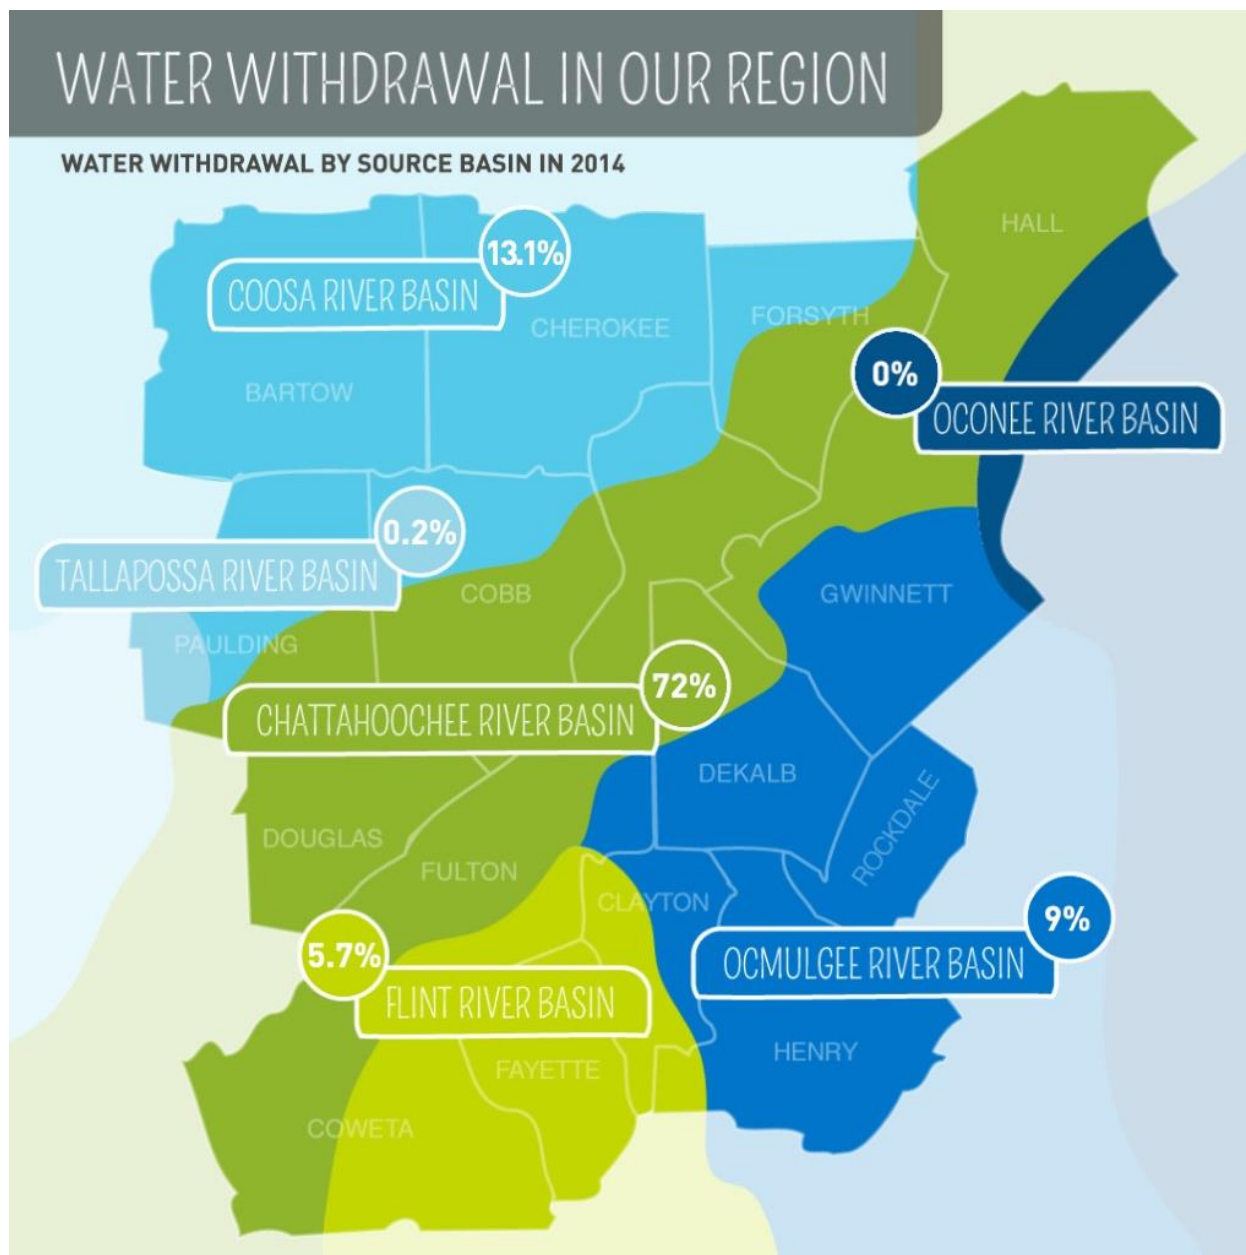 WATER WITHDRAWAL IN OUR REGION
WATER WITHDRAWAL BY SOURCE BASIN IN 2014
HALL
13.1%
COOSA RIVER BASIN
FORSYTH
CHEROKEE
0%
BARTOW
OCONEE RIVER BASIN
0.2%
TALLAPOSSA RIVER BASIN
COBB
GWINNETT
PAULDING
72%
CHATTAHOOCHEE RIVER BASIN
DEKALB
ROCKDALE
DOUGLAS
FULTON
CLAYTON
9%
5.7%
OCMULGEE RIVER BASIN
FLINT RIVER BASIN
HENRY
FAYETTE
COWETA